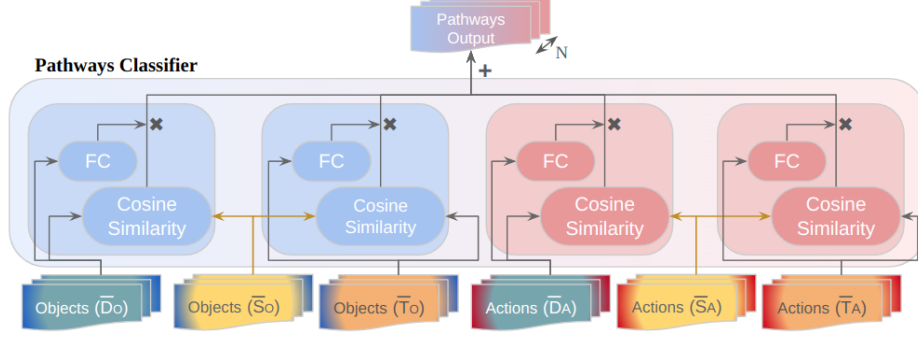 Pathways
Output
N
Pathways Classifier
+
FC
FC
FC
FC
Cosine
Similarity
Cosine
Similarity
Cosine
Similarity
Cosine
Similarity
Objects (D̅o)
Objects (S̅o)
Objects (T̅o)
Actions (D̅A)
Actions (S̅A)
Actions (T̅A)